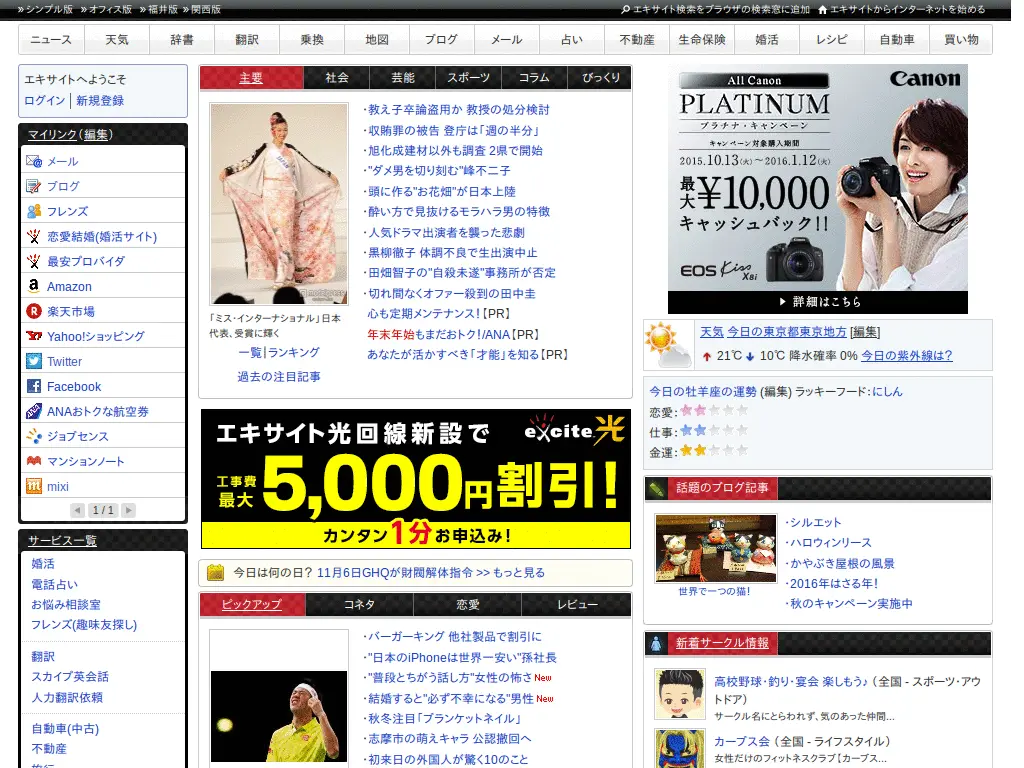 » シンプル版 » オフィス版 » 福井版 » 関西版
エキサイト検索をブラウザの検索窓に追加 エキサイトからインターネットを始める
ニュース 天気 辞書 翻訳 乗換 地図 ブログ メール 占い 不動産 生命保険 婚活 レシピ 自動車 買い物
エキサイトへようこそ
ログイン | 新規登録
マイリンク(編集)
メール
ブログ
フレンズ
恋愛結婚(婚活サイト)
最安プロバイダ
Amazon
楽天市場
Yahoo!ショッピング
Twitter
Facebook
ANAおトクな航空券
ジョブセンス
マンションノート
mixi
1 / 1
サービス一覧
婚活
電話占い
お悩み相談室
フレンズ(趣味友探し)
翻訳
スカイプ英会話
人力翻訳依頼
自動車(中古)
不動産
主要 社会 芸能 スポーツ コラム びっくり
「ミス・インターナショナル」日本
代表、受賞に輝く
一覧 | ランキング
過去の注目記事
・教え子卒論盗用か 教授の処分検討
・収賄罪の被告 登庁は「週の半分」
・旭化成建材以外も調査 2県で開始
・"ダメ男を切り刻む"峰不二子
・頭に作る"お花畑"が日本上陸
・酔い方で見抜けるモラハラ男の特徴
・人気ドラマ出演者を襲った悲劇
・黒柳徹子 体調不良で生出演中止
・田畑智子の"自殺未遂"事務所が否定
・切れ間なくオファー殺到の田中圭
心も定期メンテナンス!【PR】
年末年始もまだおトク!/ANA【PR】
あなたが活かすべき「才能」を知る【PR】
エキサイト光回線新設で
excite光
工事費
最大
5,000円割引!
カンタン1分お申込み!
今日は何の日? 11月6日GHQが財閥解体指令 >> もっと見る
ピックアップ コネタ 恋愛 レビュー
・バーガーキング 他社製品で割引に
・"日本のiPhoneは世界一安い"孫社長
・"普段とちがう話し方"女性の怖さ New
・結婚すると"必ず不幸になる"男性 New
・秋冬注目「ブランケットネイル」
・志摩市の萌えキャラ 公認撤回へ
・初来日の外国人が驚く10のこと
All Canon
Canon
PLATINUM
プラチナ・キャンペーン
キャンペーン対象購入期間
2015.10.13(火)〜2016.1.12(火)
最大¥10,000
キャッシュバック!!
EOS Kiss X8i
詳細はこちら
天気 今日の東京都東京地方 [編集]
21℃ 10℃ 降水確率 0% 今日の紫外線は?
今日の牡羊座の運勢 (編集) ラッキーフード:にしん
恋愛:
仕事:
金運:
話題のブログ記事
世界で一つの猫!
・シルエット
・ハロウィンリース
・かやぶき屋根の風景
・2016年はさる年!
・秋のキャンペーン実施中
新着サークル情報
高校野球・釣り・宴会 楽しもう♪ (全国 - スポーツ・アウ
トドア)
サークル名にとらわれず、気のあった仲間...
カーブス会 (全国 - ライフスタイル)
女性だけのフィットネスクラブ【カーブス...